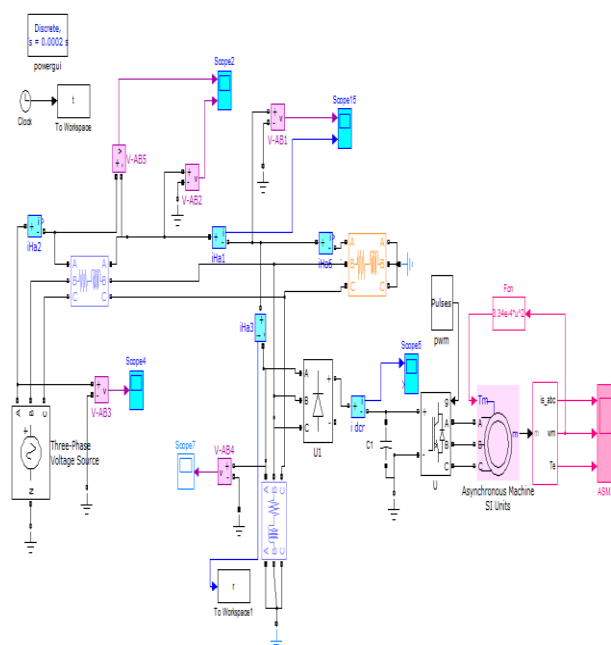 Discrete,
s = 0.0002 s
powergui
Clock
t
To Workspace
Scope2
Scope15
V-AB5
V-AB2
V-AB1
iHa2
iHa1
iHa6
A
B
C
A
B
C
A
B
C
A
B
C
iHa3
Scope4
V-AB3
Scope5
Pulses
pwm
Fcn
Tm
m
is_abc
wm
Te
m
A
B
C
N
Three-Phase
Voltage Source
A
B
C
U1
i dcr
C1
g
A
B
C
U
A
B
C
Asynchronous Machine
SI Units
ASM
Scope7
V-AB4
A
B
C
A
B
C
r
To Workspace1